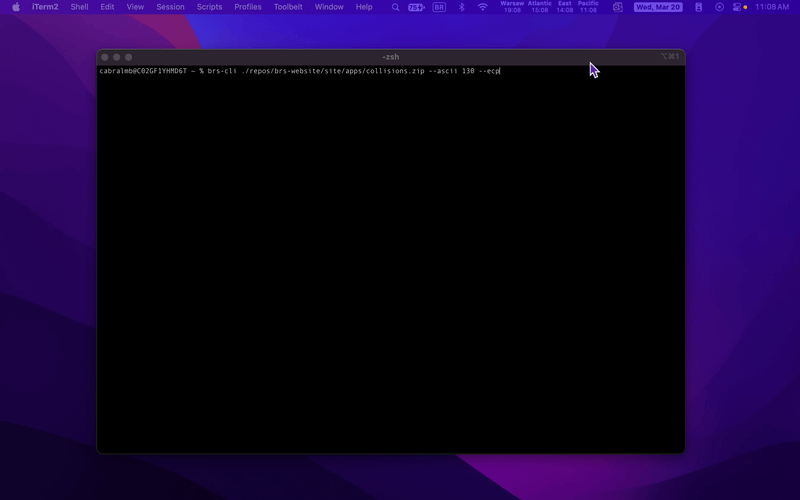 iTerm2 Shell Edit View Session Scripts Profiles Toolbelt Window Help 75 BR Warsaw Atlantic East Pacific Wed, Mar 20 11:08 AM
19:08 15:08 14:08 11:08
-zsh ⌥⌘1
cabralmb@C02GF1YHMD6T ~ % brs-cli ./repos/brs-website/site/apps/collisions.zip --ascii 130 --ecp